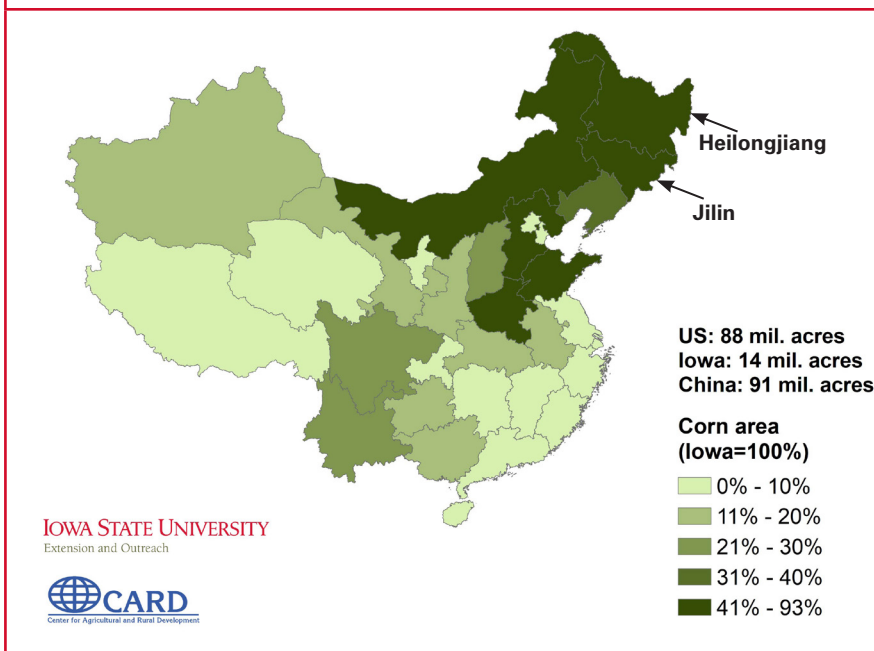 Heilongjiang
Jilin
US: 88 mil. acres
Iowa: 14 mil. acres
China: 91 mil. acres
Corn area
(Iowa=100%)
0% - 10%
11% - 20%
21% - 30%
31% - 40%
41% - 93%
IOWA STATE UNIVERSITY
Extension and Outreach
CARD
Center for Agricultural and Rural Development